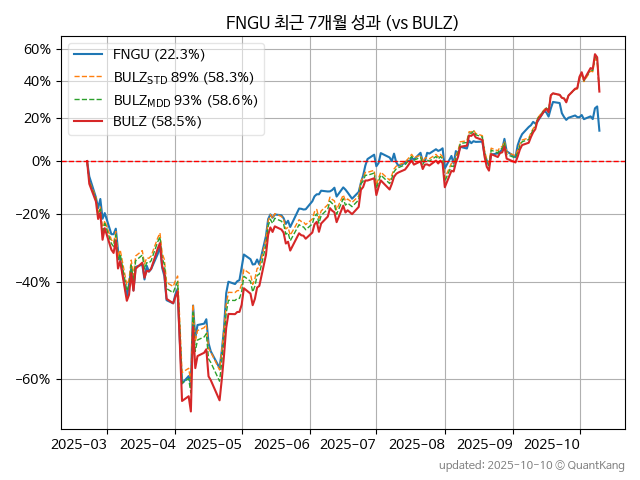 FNGU 최근 7개월 성과 (vs BULZ)
FNGU (22.3%)
BULZSTD 89% (58.3%)
BULZMDD 93% (58.6%)
BULZ (58.5%)
60%
40%
20%
0%
−20%
−40%
−60%
2025-03 2025-04 2025-05 2025-06 2025-07 2025-08 2025-09 2025-10
updated: 2025-10-10 © QuantKang